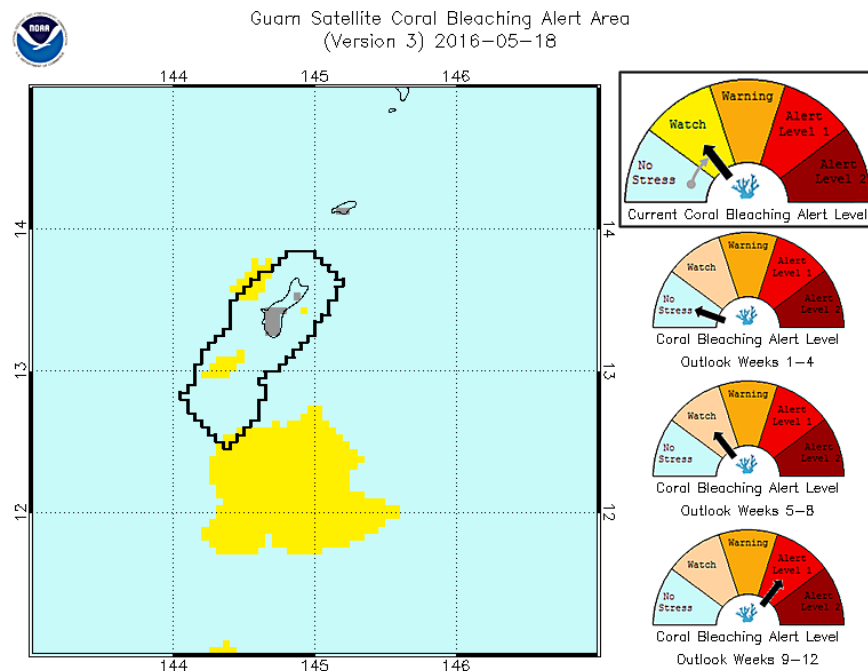 Guam Satellite Coral Bleaching Alert Area
(Version 3) 2016-05-18
NOAA
144 145 146
14
13
12
14
13
12
144 145 146
No
Stress
Watch
Warning
Alert
Level 1
Alert
Level 2
Current Coral Bleaching Alert Level
No
Stress
Watch
Warning
Alert
Level 1
Alert
Level 2
Coral Bleaching Alert Level
Outlook Weeks 1-4
No
Stress
Watch
Warning
Alert
Level 1
Alert
Level 2
Coral Bleaching Alert Level
Outlook Weeks 5-8
No
Stress
Watch
Warning
Alert
Level 1
Alert
Level 2
Coral Bleaching Alert Level
Outlook Weeks 9-12